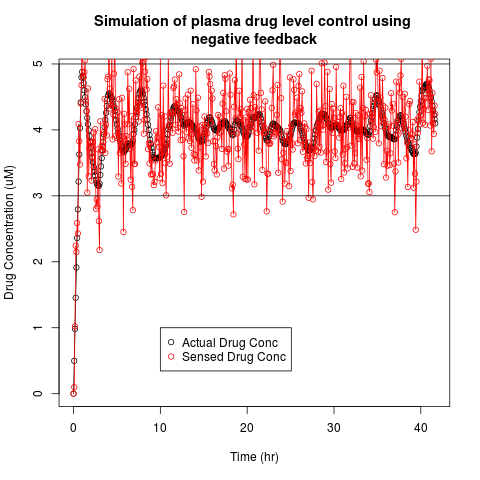 Simulation of plasma drug level control using
negative feedback
Drug Concentration (uM)
5
4
3
2
1
0
Actual Drug Conc
Sensed Drug Conc
0 10 20 30 40
Time (hr)